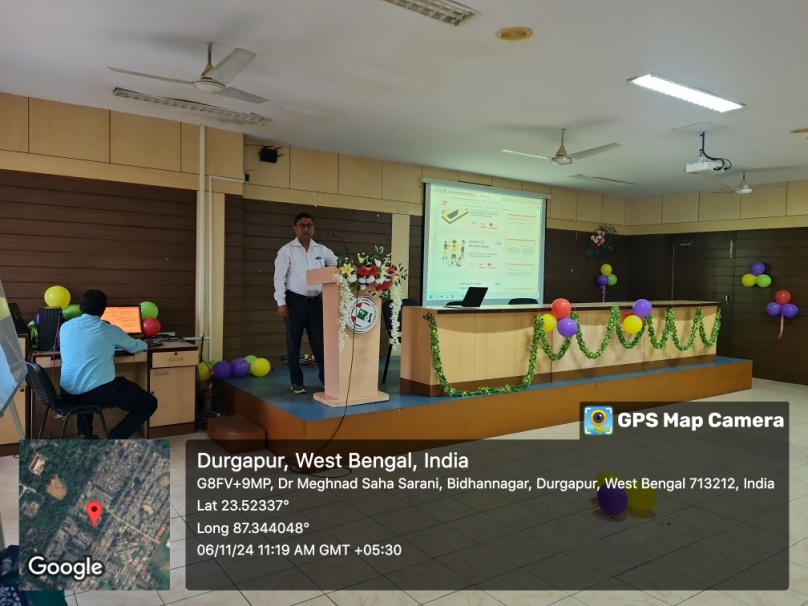 GPS Map Camera
Durgapur, West Bengal, India
G8FV+9MP, Dr Meghnad Saha Sarani, Bidhannagar, Durgapur, West Bengal 713212, India
Lat 23.52337°
Long 87.344048°
06/11/24 11:19 AM GMT +05:30
Google